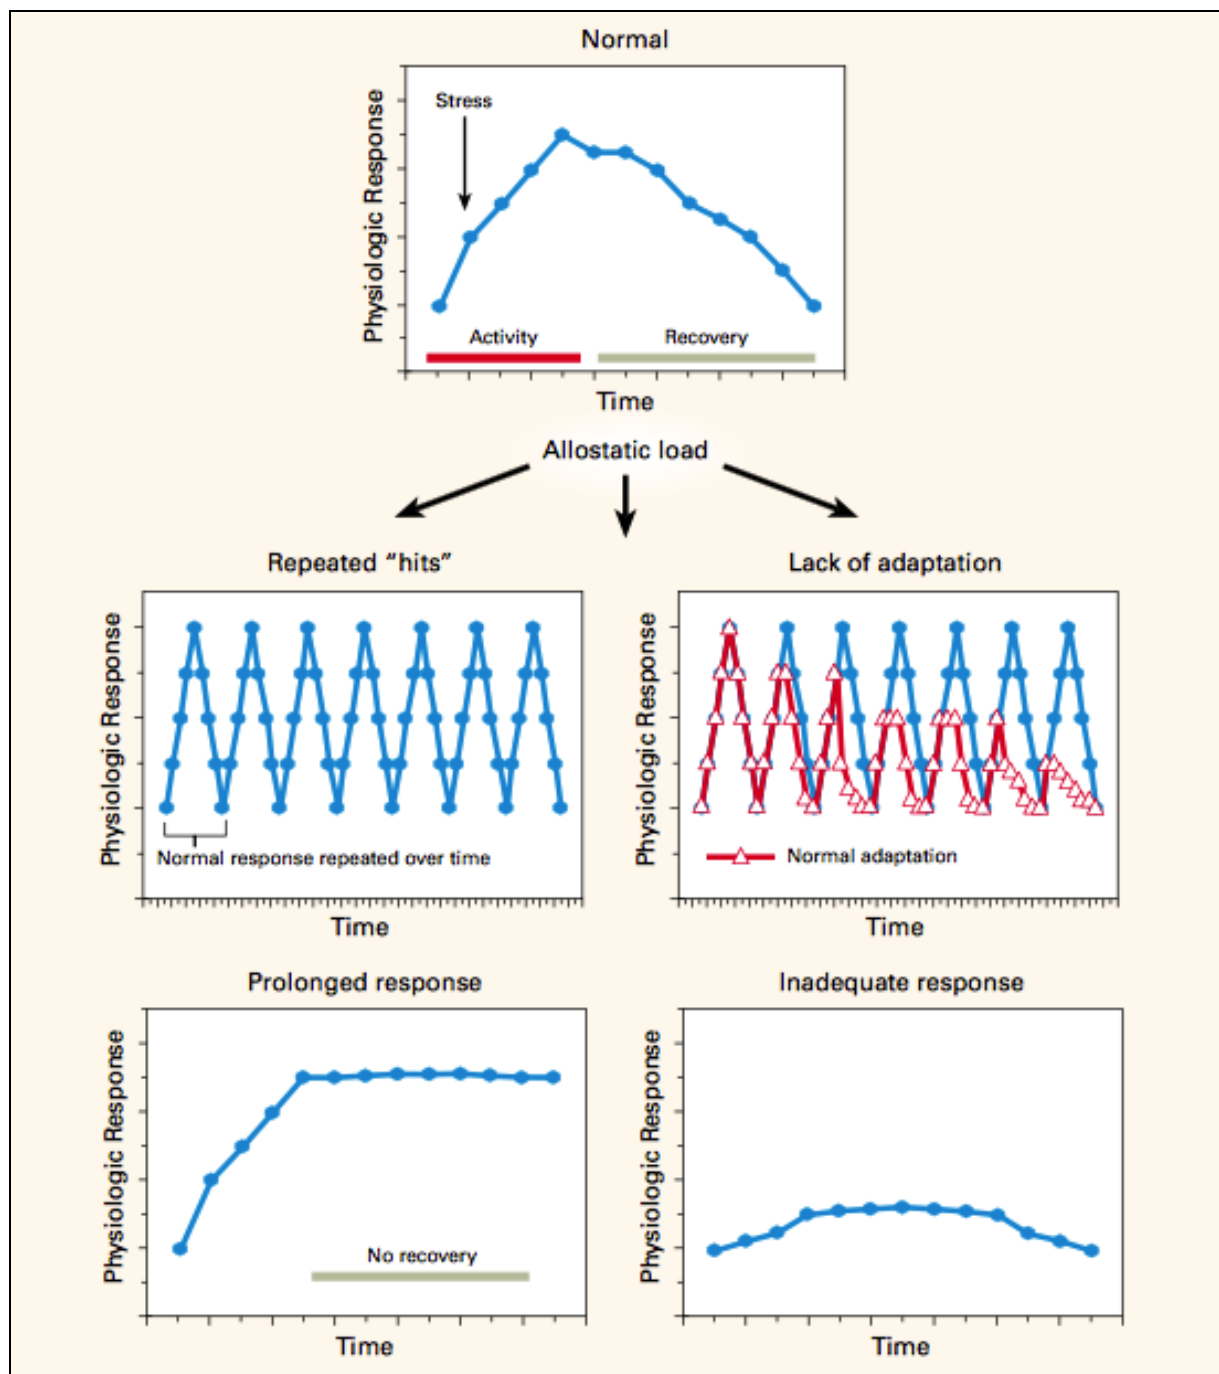 Normal
Stress
Physiologic Response
Activity
Recovery
Time
Allostatic load
Repeated “hits”
Physiologic Response
Normal response repeated over time
Time
Lack of adaptation
Physiologic Response
Normal adaptation
Time
Prolonged response
Physiologic Response
No recovery
Time
Inadequate response
Physiologic Response
Time